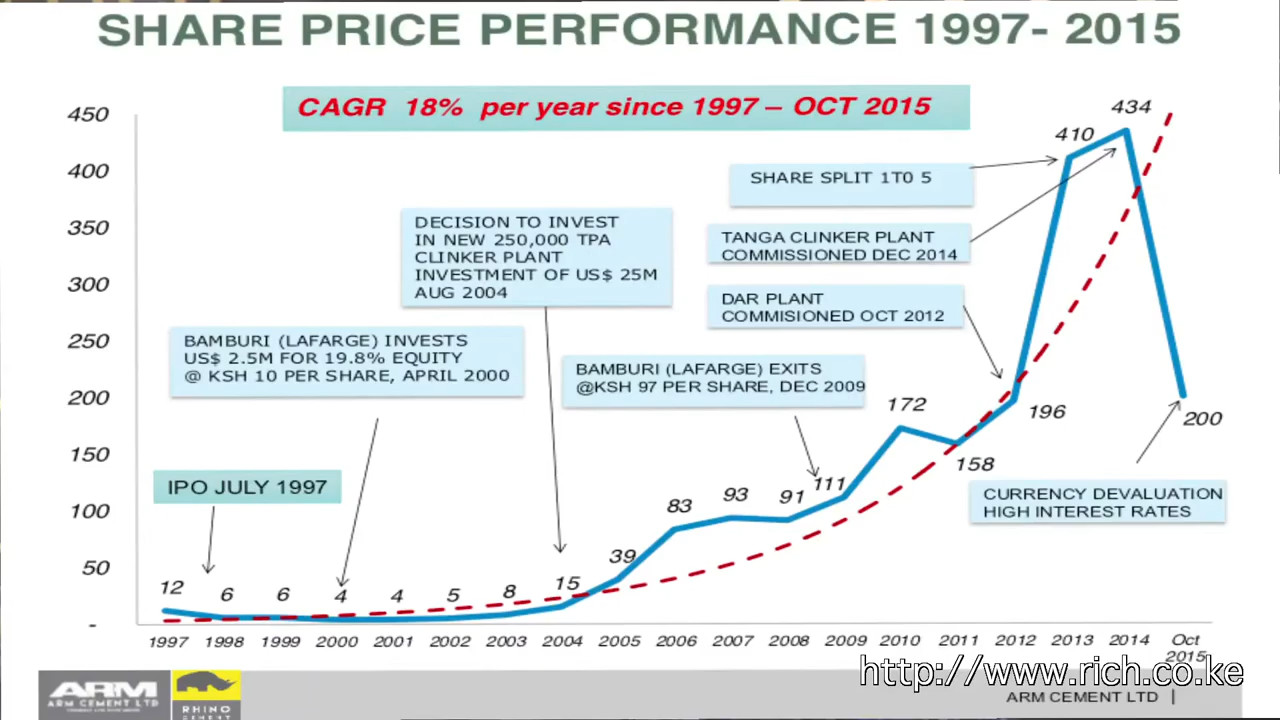 SHARE PRICE PERFORMANCE 1997- 2015
CAGR 18% per year since 1997 – OCT 2015
450
400
350
300
250
200
150
100
50
-
SHARE SPLIT 1T0 5
TANGA CLINKER PLANT
COMMISSIONED DEC 2014
DAR PLANT
COMMISIONED OCT 2012
DECISION TO INVEST
IN NEW 250,000 TPA
CLINKER PLANT
INVESTMENT OF US$ 25M
AUG 2004
BAMBURI (LAFARGE) INVESTS
US$ 2.5M FOR 19.8% EQUITY
@ KSH 10 PER SHARE, APRIL 2000
BAMBURI (LAFARGE) EXITS
@KSH 97 PER SHARE, DEC 2009
IPO JULY 1997
CURRENCY DEVALUATION
HIGH INTEREST RATES
12 6 6 4 4 5 8 15 39 83 93 91 111 172 158 196 410 434 200
1997 1998 1999 2000 2001 2002 2003 2004 2005 2006 2007 2008 2009 2010 2011 2012 2013 2014 Oct
2015
http://www.rich.co.ke
ARM
ARM CEMENT LTD
RHINO
CEMENT
ARM CEMENT LTD |